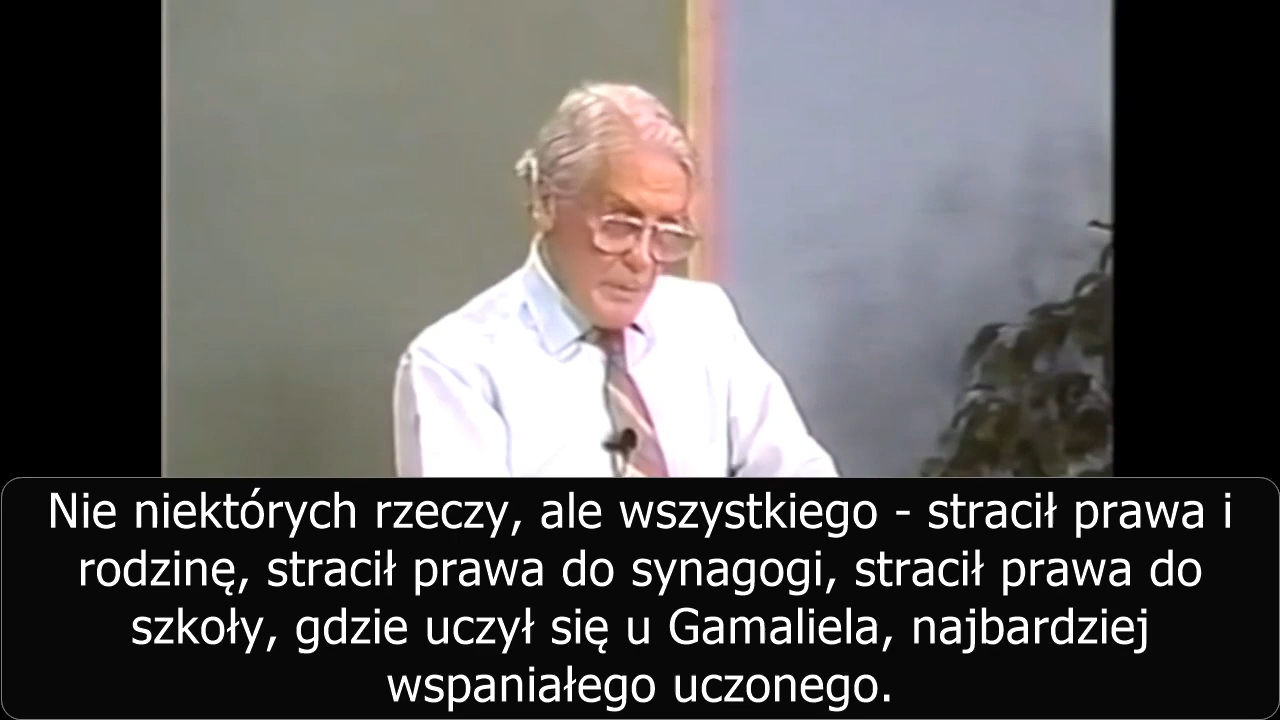 Nie niektórych rzeczy, ale wszystkiego - stracił prawa i
rodzinę, stracił prawa do synagogi, stracił prawa do
szkoły, gdzie uczył się u Gamaliela, najbardziej
wspaniałego uczonego.